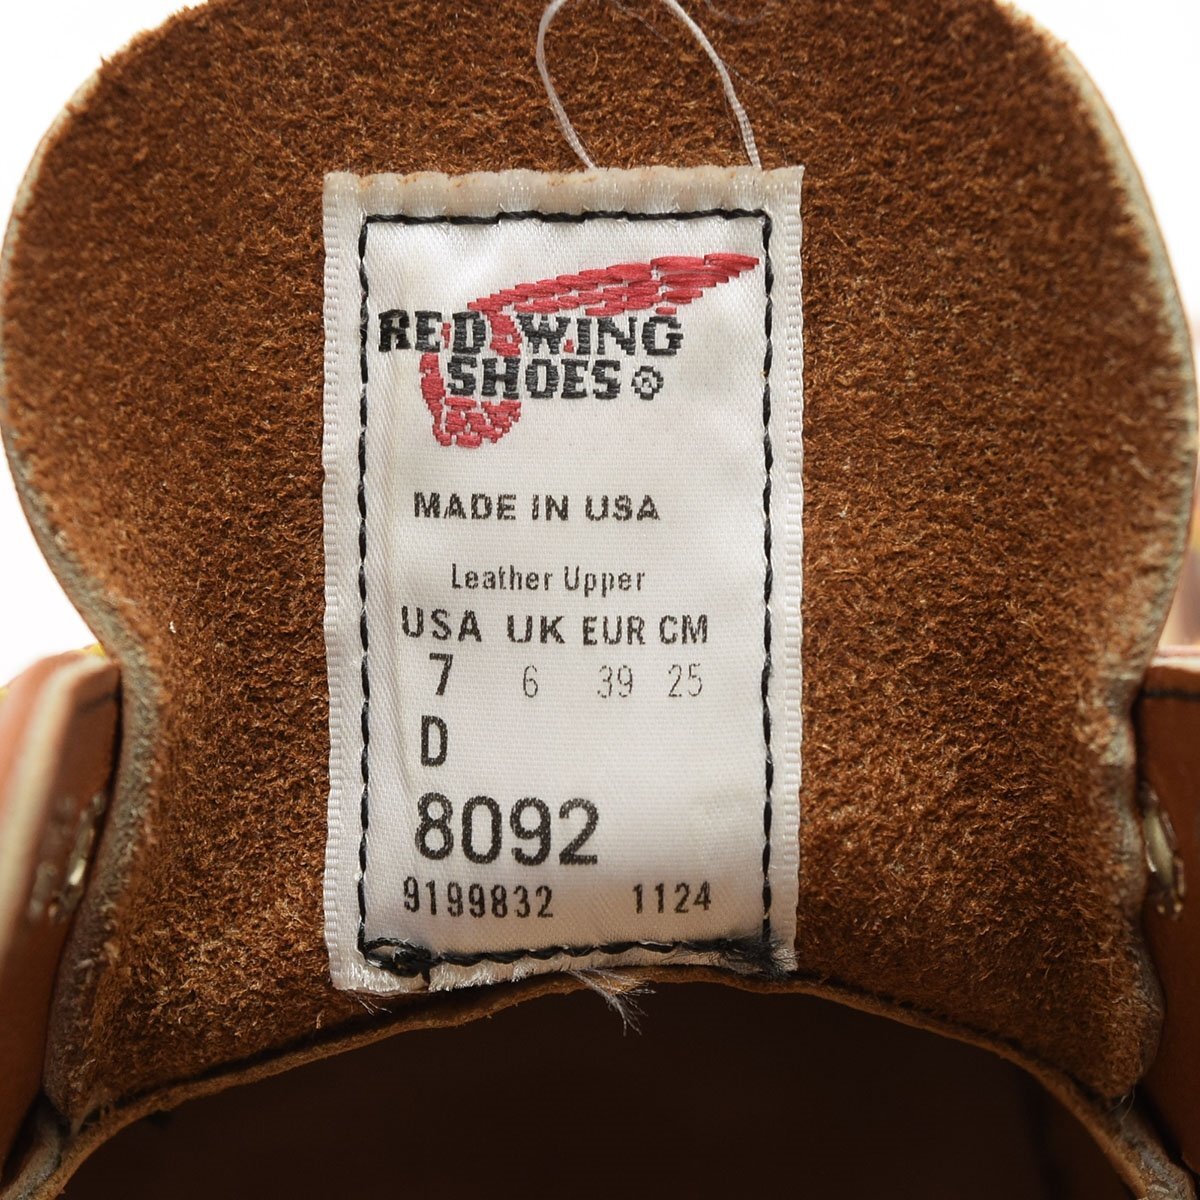 RED WING
SHOES ®
MADE IN USA
Leather Upper
USA UK EUR CM
7 6 39 25
D
8092
9199832 1124